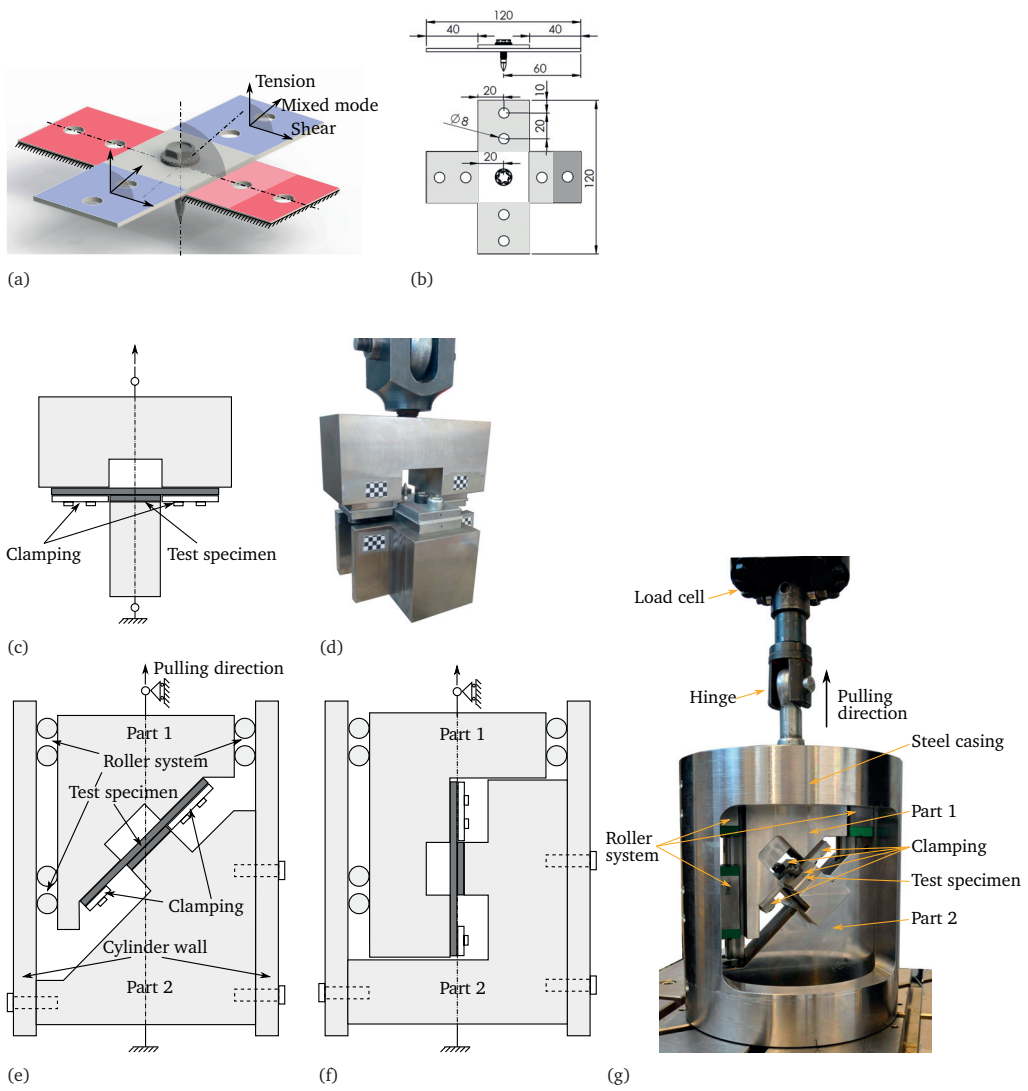 Tension
Mixed mode
Shear
(a)
120
40
40
60
20
10
Ø8
20
20
120
(b)
Clamping
Test specimen
(c)
(d)
Pulling direction
Part 1
Roller system
Test specimen
Clamping
Cylinder wall
Part 2
(e)
Part 1
Part 2
(f)
Load cell
Hinge
Pulling
direction
Steel casing
Part 1
Roller
system
Clamping
Test specimen
Part 2
(g)